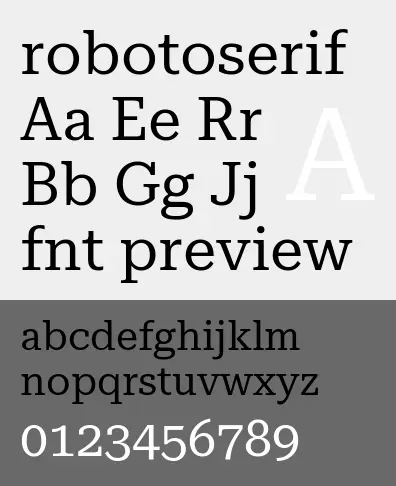 robotoserif
Aa Ee Rr
A
Bb Gg Jj
fnt preview
abcdefghijklm
nopqrstuvwxyz
0123456789